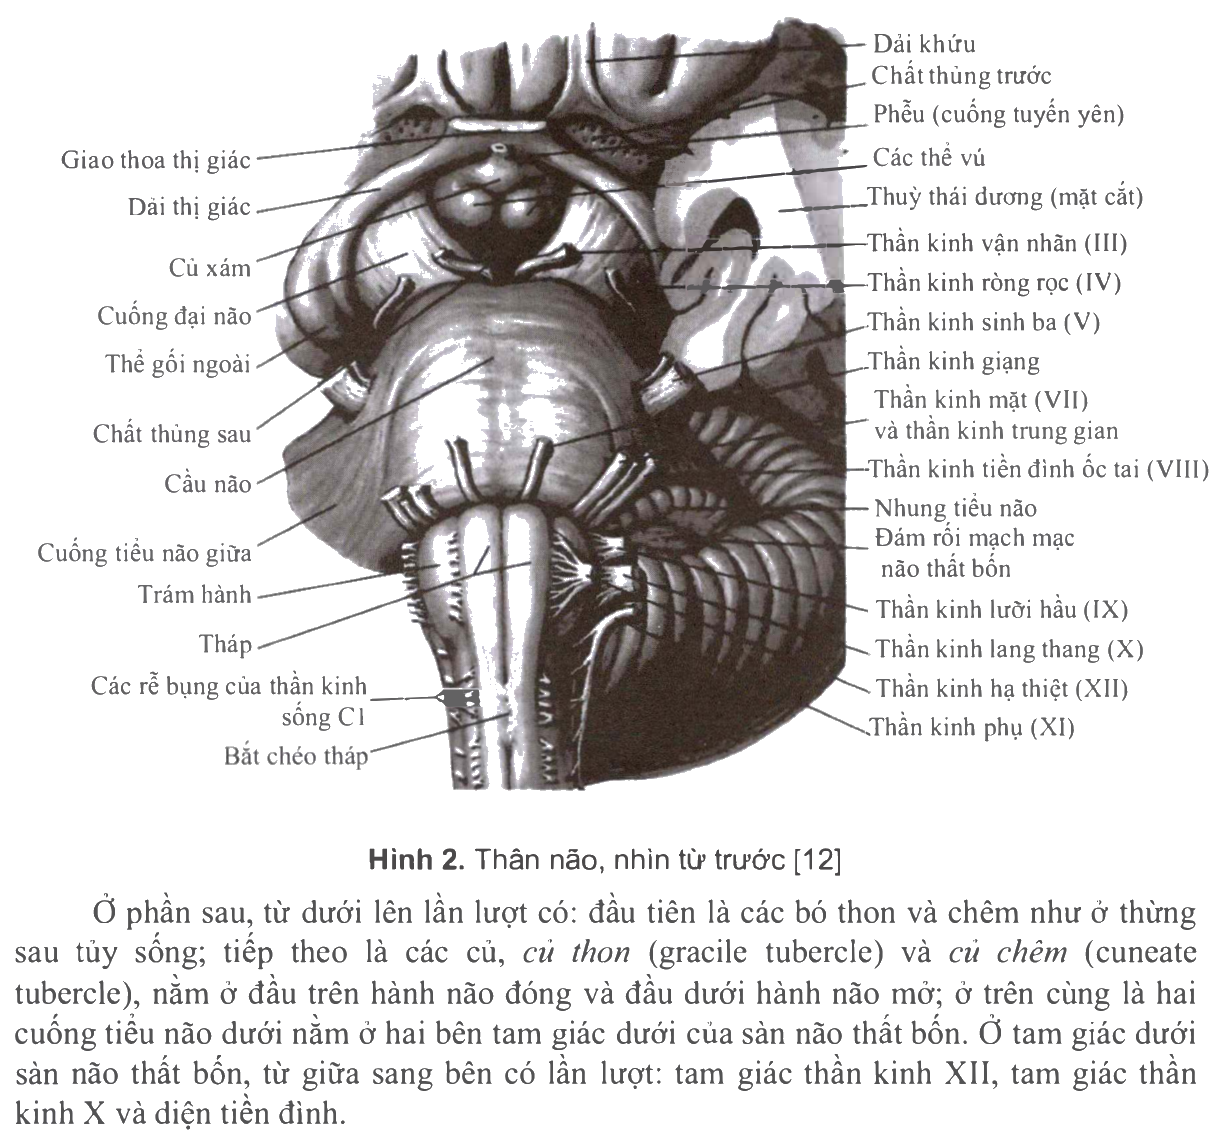 Dải khứu
Chất thủng trước
Phễu (cuống tuyến yên)
Các thể vú
Thuỳ thái dương (mặt cắt)
Thần kinh vận nhãn (III)
Thần kinh ròng rọc (IV)
Thần kinh sinh ba (V)
Thần kinh giạng
Thần kinh mặt (VII)
và thần kinh trung gian
Thần kinh tiền đình ốc tai (VIII)
Nhung tiểu não
Đám rối mạch mạc
não thất bốn
Thần kinh lưỡi hầu (IX)
Thần kinh lang thang (X)
Thần kinh hạ thiệt (XII)
Thần kinh phụ (XI)
Giao thoa thị giác
Dải thị giác
Củ xám
Cuống đại não
Thể gối ngoài
Chất thủng sau
Cầu não
Cuống tiểu não giữa
Trám hành
Tháp
Các rễ bụng của thần kinh
sống C1
Bắt chéo tháp
Hình 2. Thân não, nhìn từ trước [12]
Ở phần sau, từ dưới lên lần lượt có: đầu tiên là các bó thon và chêm như ở thừng
sau tủy sống; tiếp theo là các củ, củ thon (gracile tubercle) và củ chêm (cuneate
tubercle), nằm ở đầu trên hành não đóng và đầu dưới hành não mở; ở trên cùng là hai
cuống tiểu não dưới nằm ở hai bên tam giác dưới của sàn não thất bốn. Ở tam giác dưới
sàn não thất bốn, từ giữa sang bên có lần lượt: tam giác thần kinh XII, tam giác thần
kinh X và diện tiền đình.